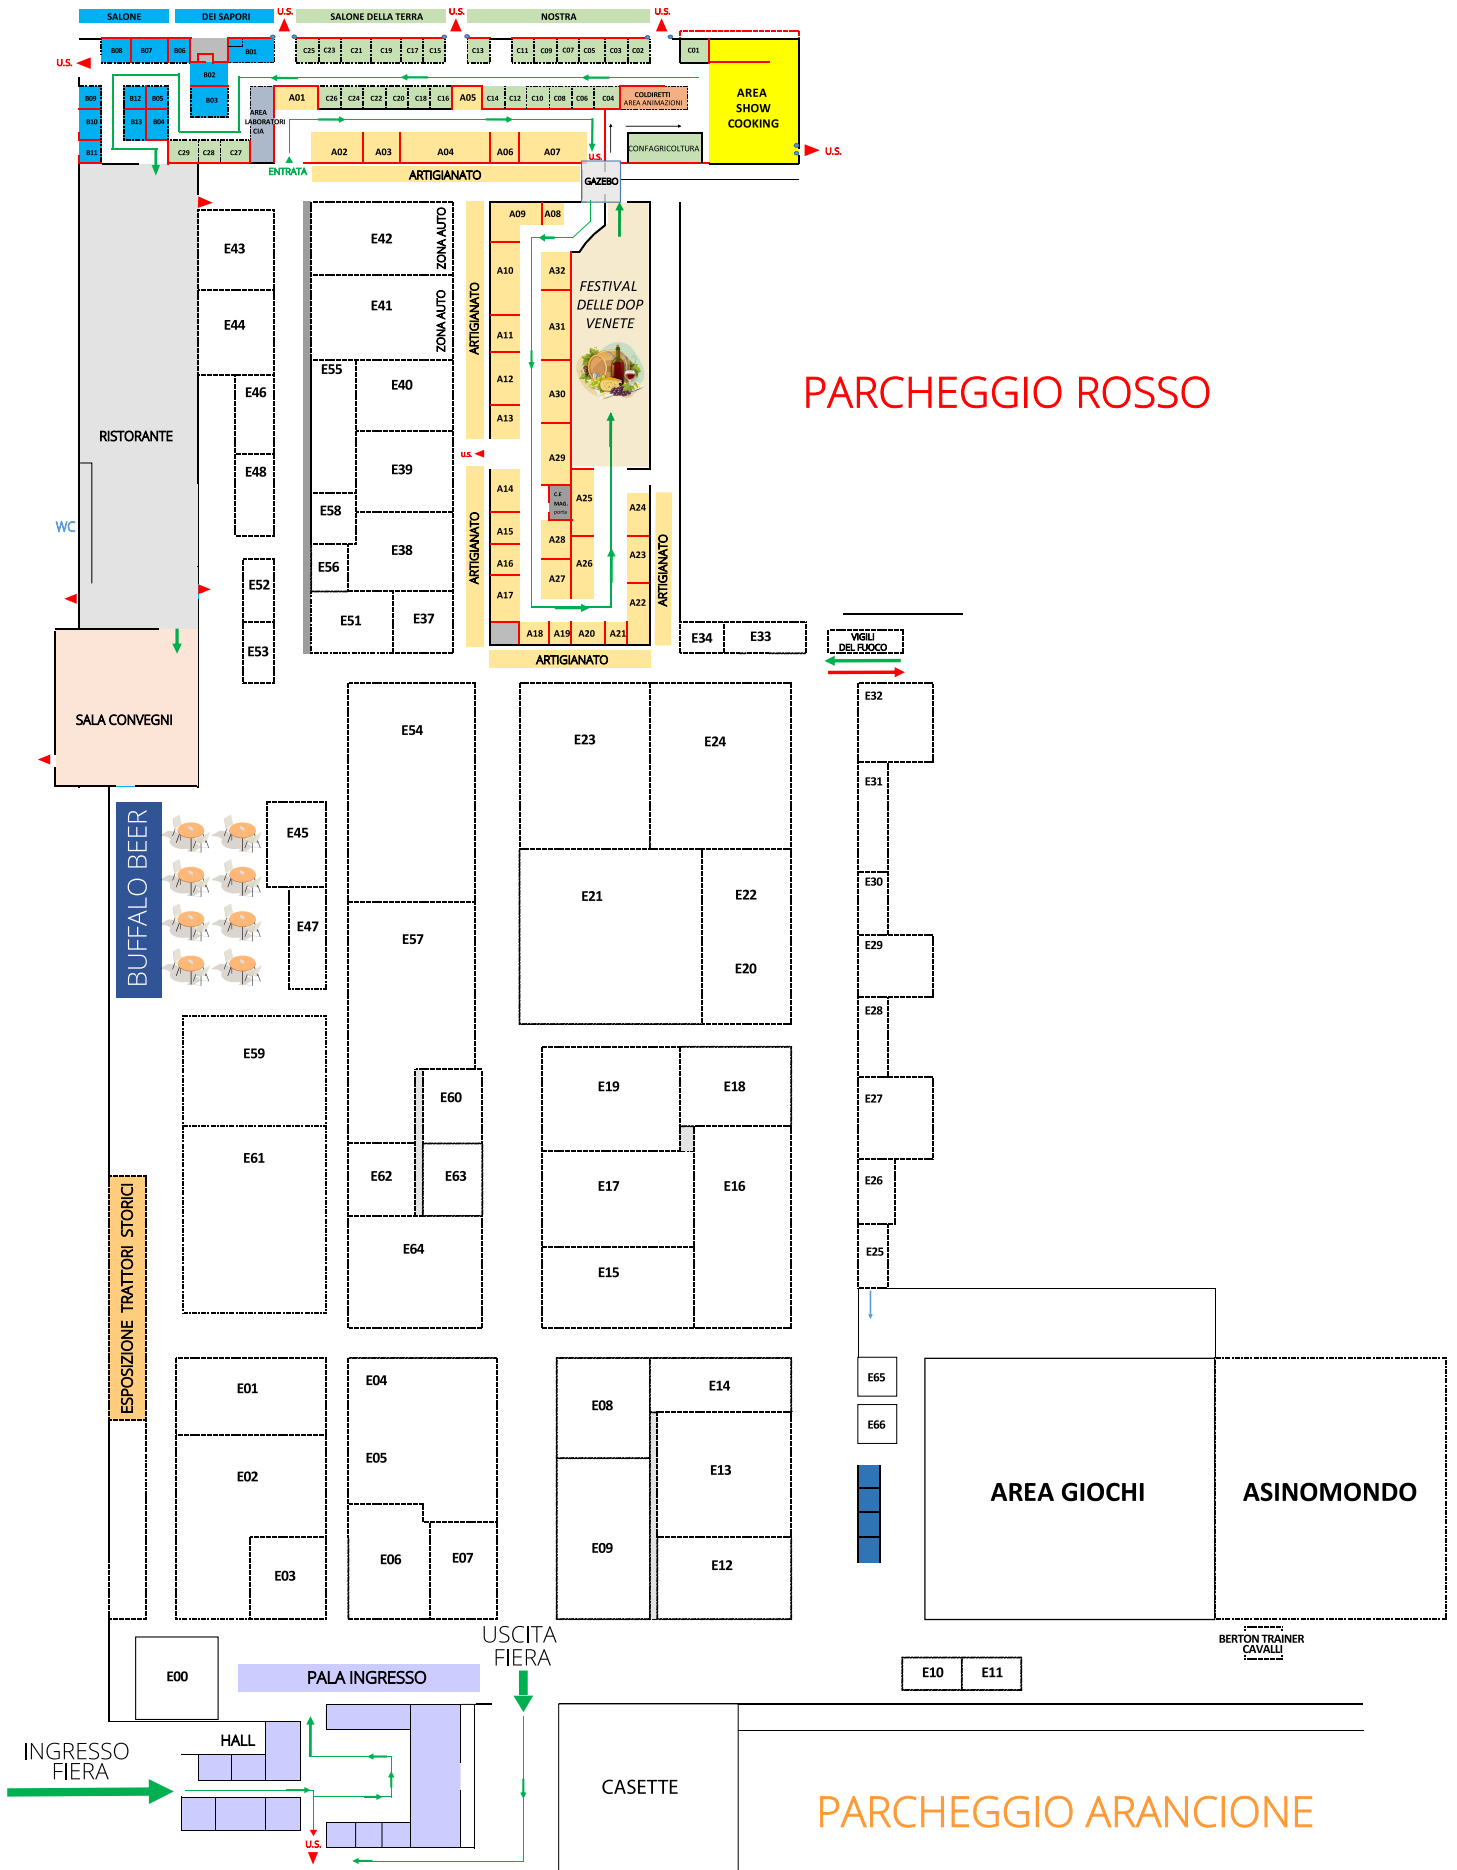 SALONE
DEI SAPORI
U.S.
SALONE DELLA TERRA
U.S.
NOSTRA
U.S.
B08
B07
B06
B01
C25
C23
C21
C19
C17
C15
C13
C11
C09
C07
C05
C03
C02
C01
U.S.
B02
B03
AREA
SHOW
COOKING
B09
B12
B05
A01
C26
C24
C22
C20
C18
C16
A05
C14
C12
C10
C08
C06
C04
COLDIRETTI
AREA ANIMAZIONI
B10
B13
B04
AREA
LABORATORI
CIA
B11
C29
C28
C27
A02
A03
A04
A06
A07
U.S.
CONFAGRICOLTURA
U.S.
ENTRATA
ARTIGIANATO
GAZEBO
E43
E42
ZONA AUTO
A09
A08
A10
A32
FESTIVAL
DELLE DOP
VENETE
E44
E41
ZONA AUTO
ARTIGIANATO
A11
A31
E55
E40
A12
A30
A13
E46
PARCHEGGIO ROSSO
RISTORANTE
U.S.
A29
E48
E39
A14
C.E
MAG.
porta
A25
A24
WC
E58
A15
A28
ARTIGIANATO
E38
A16
A26
A23
ARTIGIANATO
E56
A27
E52
A17
A22
E51
E37
A18
A19
A20
A21
E34
E33
VIGILI
DEL FUOCO
E53
ARTIGIANATO
SALA CONVEGNI
E54
E23
E24
E32
E31
BUFFALO BEER
E45
E47
E57
E21
E22
E30
E20
E29
E28
E59
E60
E19
E18
E27
E61
E62
E63
E17
E16
E26
E64
E15
E25
ESPOSIZIONE TRATTORI STORICI
E01
E04
E08
E14
E65
E66
E02
E05
E13
AREA GIOCHI
ASINOMONDO
E03
E06
E07
E09
E12
USCITA
FIERA
BERTON TRAINER
CAVALLI
E00
PALA INGRESSO
E10
E11
HALL
INGRESSO
FIERA
CASETTE
PARCHEGGIO ARANCIONE
U.S.